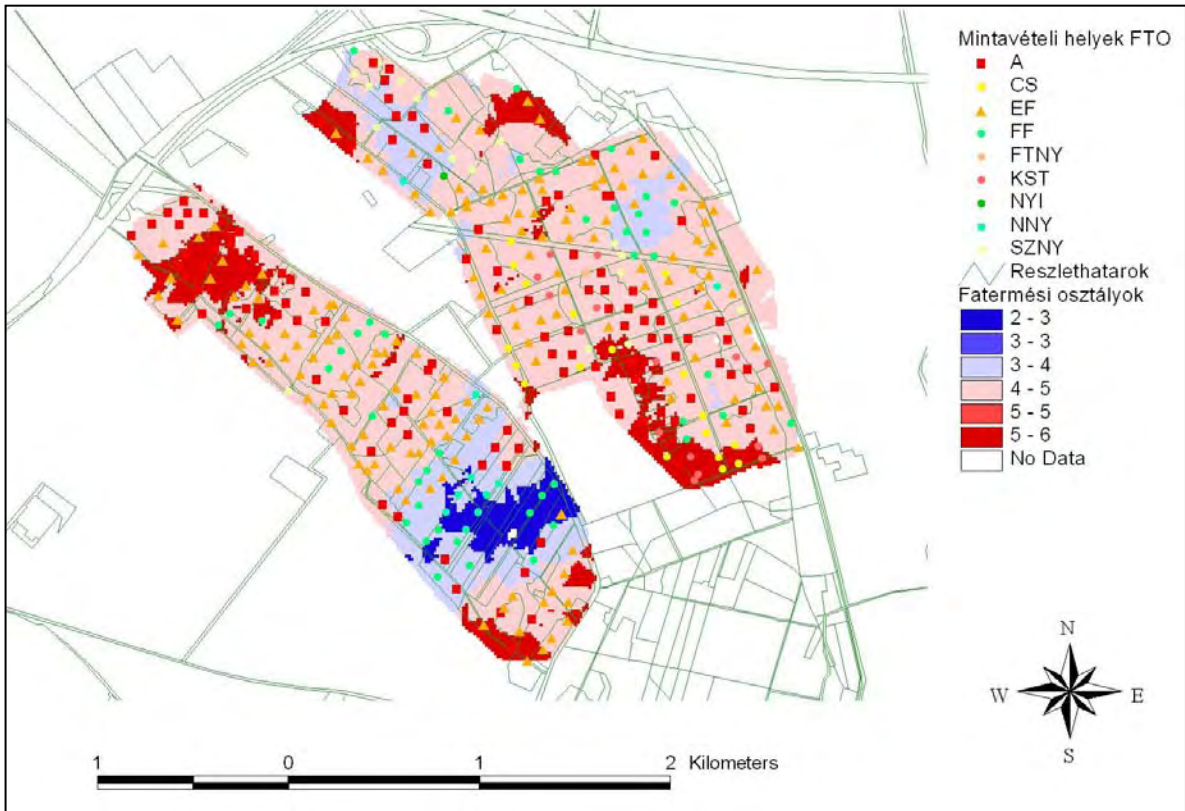 Mintavételi helyek FTO
A
CS
EF
FF
FTNY
KST
NYI
NNY
SZNY
Reszlethatarok
Fatermési osztályok
2 - 3
3 - 3
3 - 4
4 - 5
5 - 5
5 - 6
No Data
N
W E
S
1 0 1 2 Kilometers